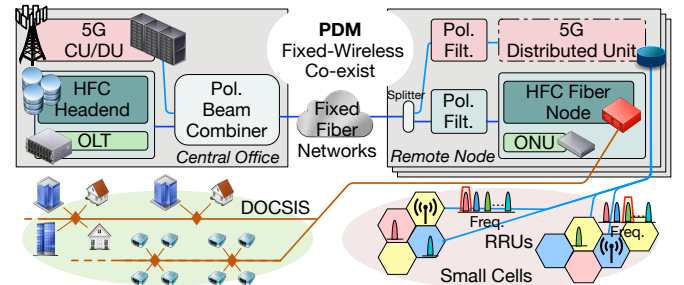 5G
CU/DU
HFC
Headend
OLT
Pol.
Beam
Combiner
Central Office
PDM
Fixed-Wireless
Co-exist
Fixed
Fiber
Networks
Splitter
Pol.
Filt.
5G
Distributed Unit
Pol.
Filt.
HFC Fiber
Node
ONU
Remote Node
DOCSIS
...
Freq.
RRUs
...
Freq.
Small Cells